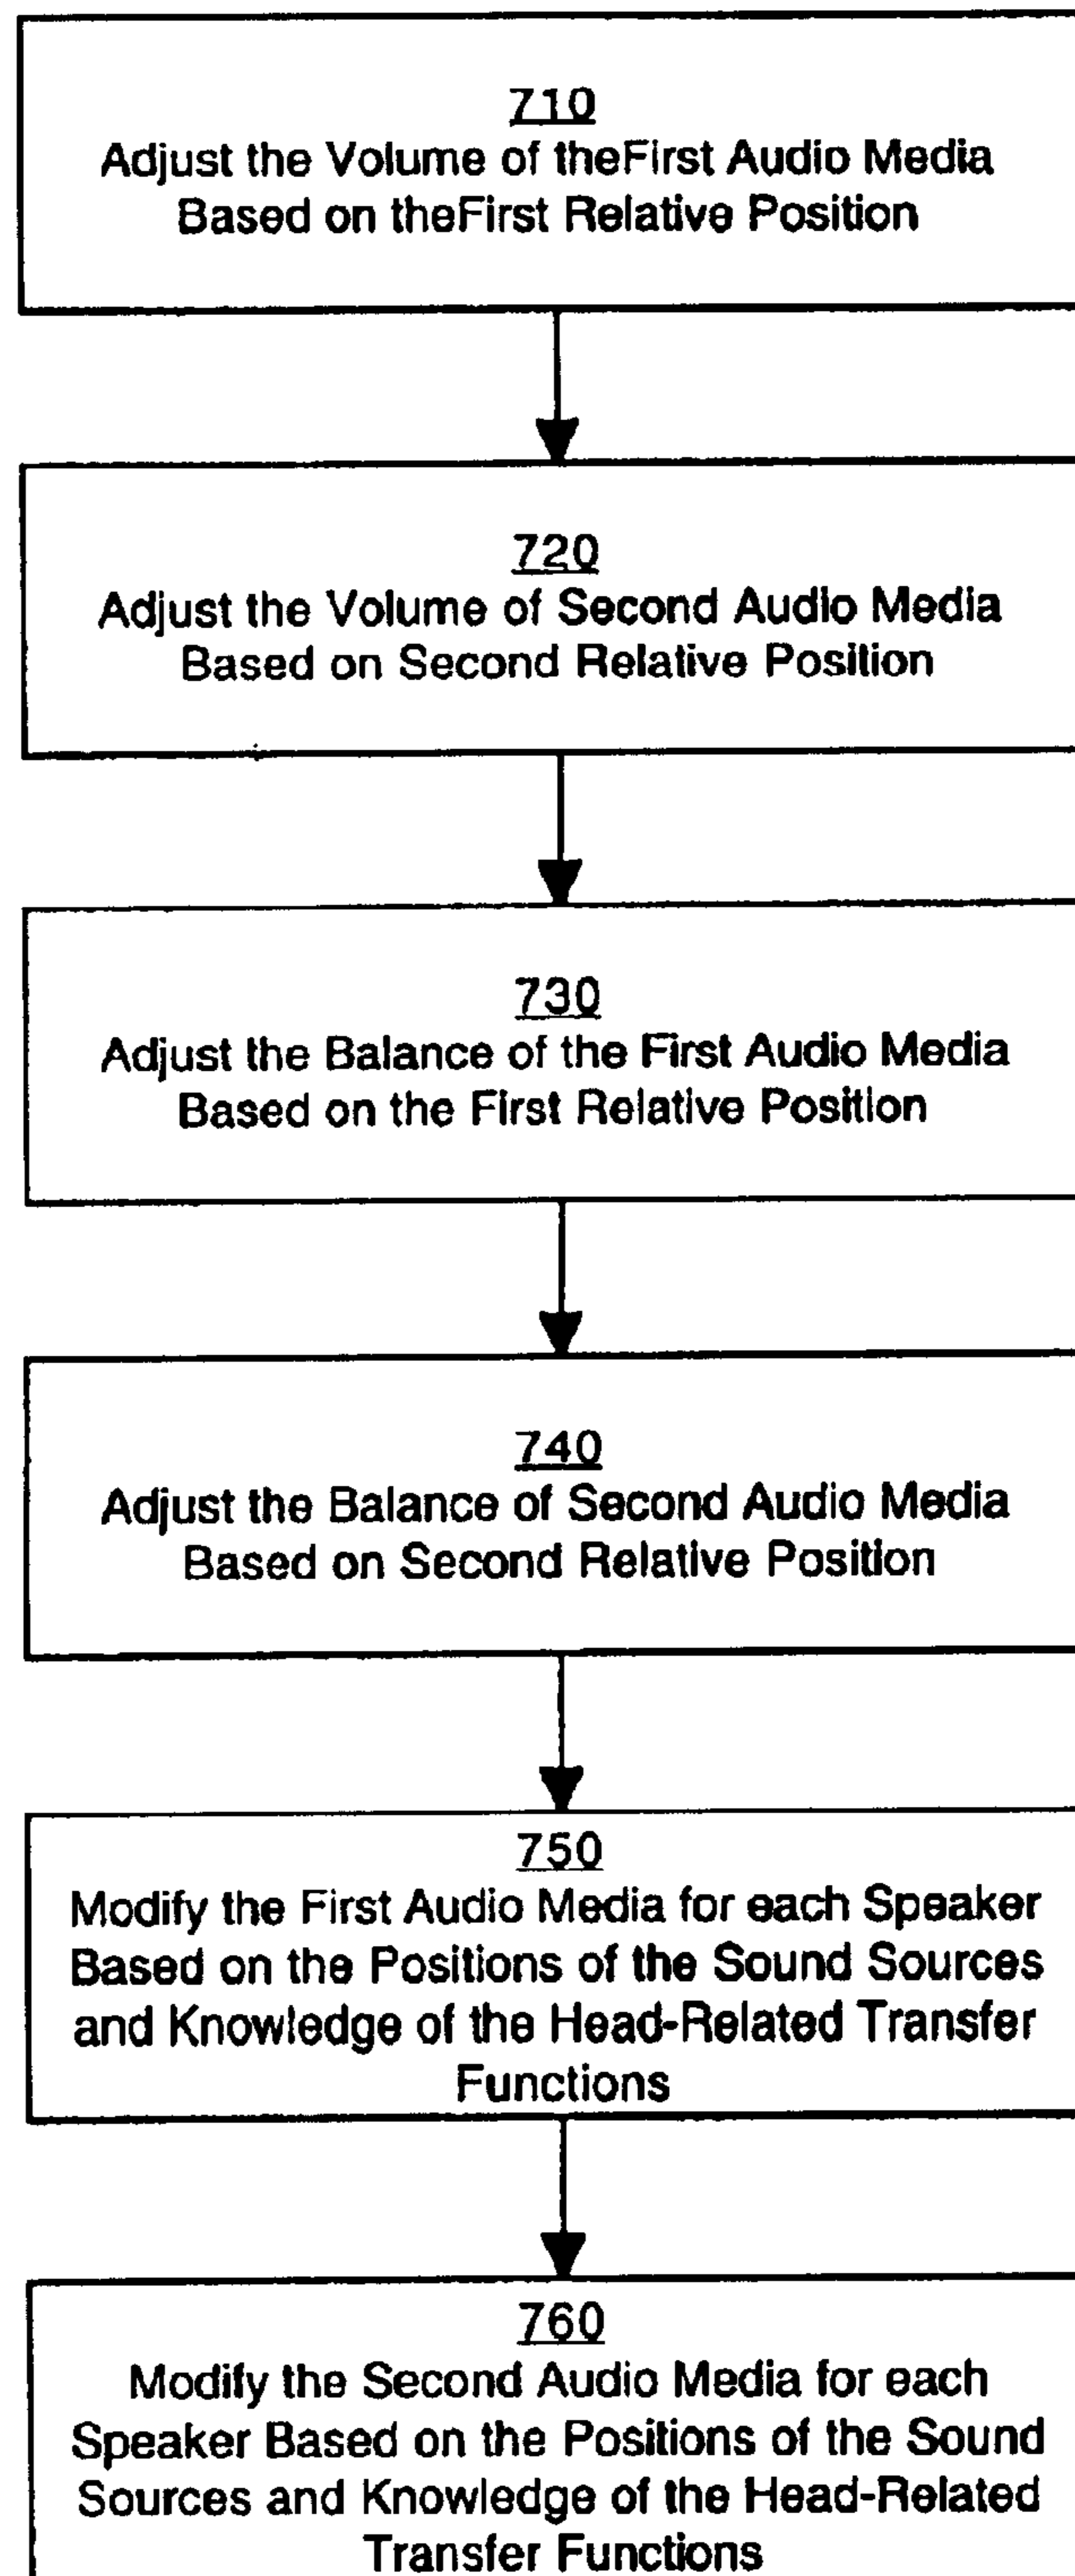 710
Adjust the Volume of theFirst Audio Media
Based on theFirst Relative Position
720
Adjust the Volume of Second Audio Media
Based on Second Relative Position
730
Adjust the Balance of the First Audio Media
Based on the First Relative Position
740
Adjust the Balance of Second Audio Media
Based on Second Relative Position
750
Modify the First Audio Media for each Speaker
Based on the Positions of the Sound Sources
and Knowledge of the Head-Related Transfer
Functions
760
Modify the Second Audio Media for each
Speaker Based on the Positions of the Sound
Sources and Knowledge of the Head-Related
Transfer Functions